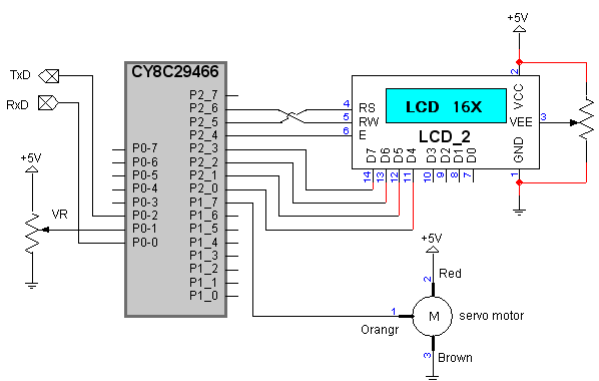 +5V
TxD
RxD
+5V
VR
CY8C29466
P0-7
P0-6
P0-5
P0-4
P0-3
P0-2
P0-1
P0-0
P2_7
P2_6
P2_5
P2_4
P2_3
P2_2
P2_1
P2_0
P1_7
P1_6
P1_5
P1_4
P1_3
P1_2
P1_1
P1_0
4 RS
5 RW
6 E
LCD 16X
LCD_2
2 VCC
3 VEE
1 GND
D7 D6 D5 D4 D3 D2 D1 D0
14 13 12 11 10 9 8 7
+5V
2 Red
1 M servo motor
Orangr
3 Brown